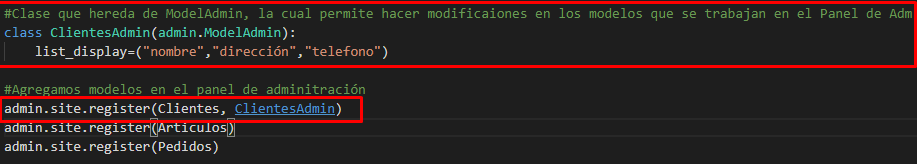 #Clase que hereda de ModelAdmin, la cual permite hacer modificaiones en los modelos que se trabajan en el Panel de Adm
class ClientesAdmin(admin.ModelAdmin):
    list_display=("nombre","dirección","telefono")
#Agregamos modelos en el panel de adminitración
admin.site.register(Clientes, ClientesAdmin)
admin.site.register(Articulos)
admin.site.register(Pedidos)